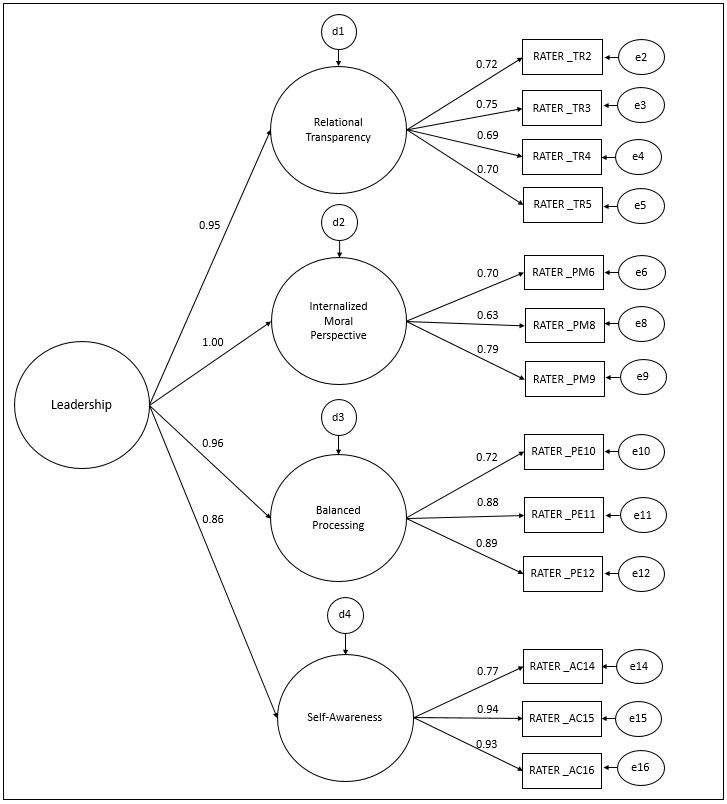 d1
Relational
Transparency
0.72
RATER _TR2
e2
0.75
RATER _TR3
e3
0.69
RATER _TR4
e4
0.70
RATER _TR5
e5
0.95
d2
Internalized
Moral
Perspective
0.70
RATER _PM6
e6
0.63
RATER _PM8
e8
0.79
RATER _PM9
e9
1.00
Leadership
0.96
0.86
d3
Balanced
Processing
0.72
RATER _PE10
e10
0.88
RATER _PE11
e11
0.89
RATER _PE12
e12
d4
Self-Awareness
0.77
RATER _AC14
e14
0.94
RATER _AC15
e15
0.93
RATER _AC16
e16